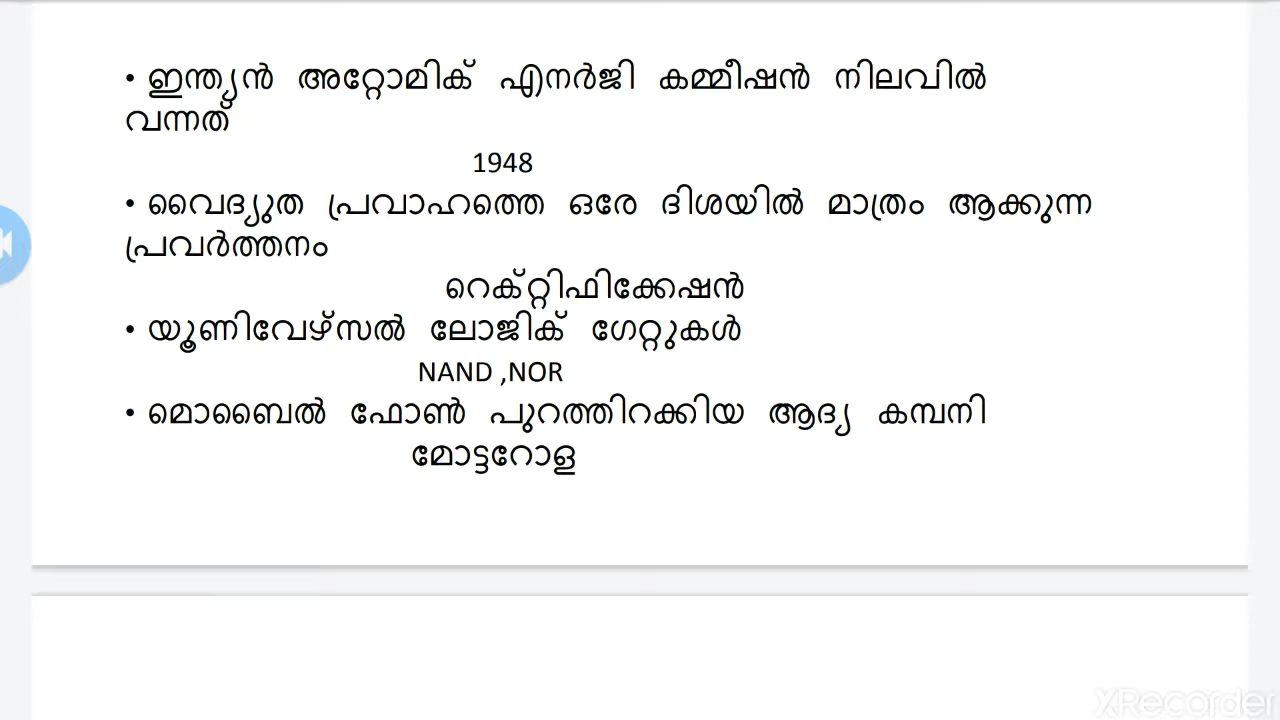 • ഇന്ത്യൻ അറ്റോമിക് എനർജി കമ്മീഷൻ നിലവിൽ
വന്നത്
1948
• വൈദ്യുത പ്രവാഹത്തെ ഒരേ ദിശയിൽ മാത്രം ആക്കുന്ന
പ്രവർത്തനം
റെക്റ്റിഫിക്കേഷൻ
• യൂണിവേഴ്സൽ ലോജിക് ഗേറ്റുകൾ
NAND ,NOR
• മൊബൈൽ ഫോൺ പുറത്തിറക്കിയ ആദ്യ കമ്പനി
മോട്ടറോള
XRecorder